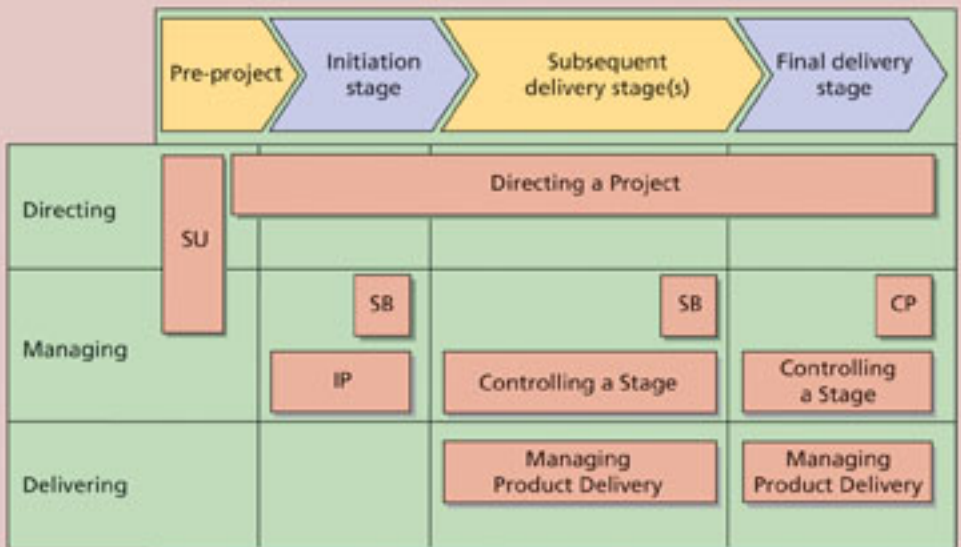 Pre-project
Initiation
stage
Subsequent
delivery stage(s)
Final delivery
stage
Directing
SU
Directing a Project
Managing
SB
SB
CP
IP
Controlling a Stage
Controlling
a Stage
Delivering
Managing
Product Delivery
Managing
Product Delivery